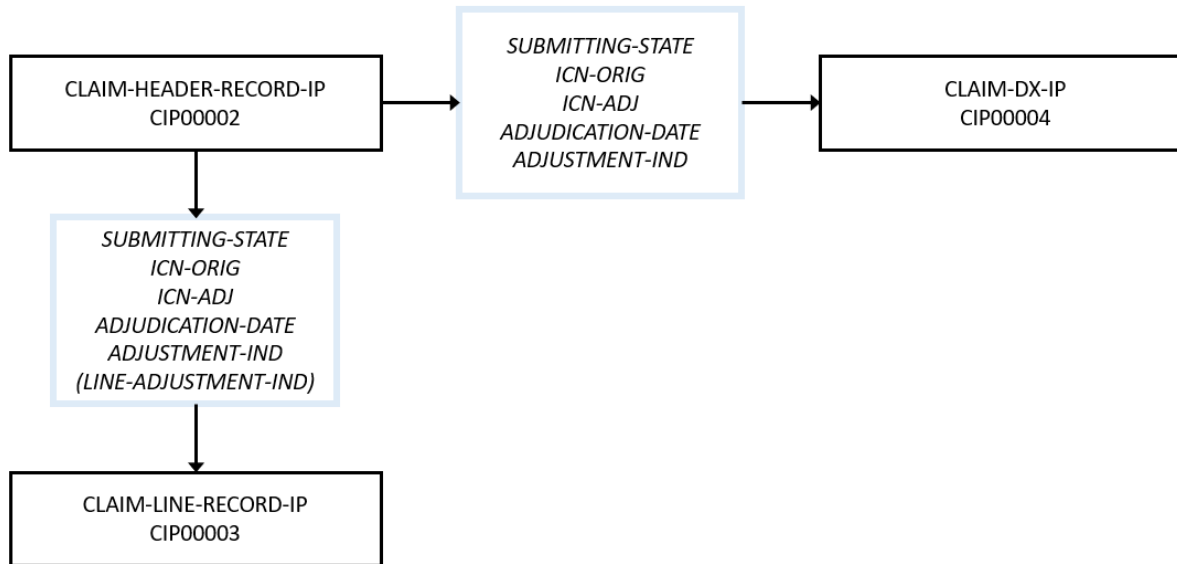 CLAIM-HEADER-RECORD-IP
CIP00002
SUBMITTING-STATE
ICN-ORIG
ICN-ADJ
ADJUDICATION-DATE
ADJUSTMENT-IND
CLAIM-DX-IP
CIP00004
SUBMITTING-STATE
ICN-ORIG
ICN-ADJ
ADJUDICATION-DATE
ADJUSTMENT-IND
(LINE-ADJUSTMENT-IND)
CLAIM-LINE-RECORD-IP
CIP00003